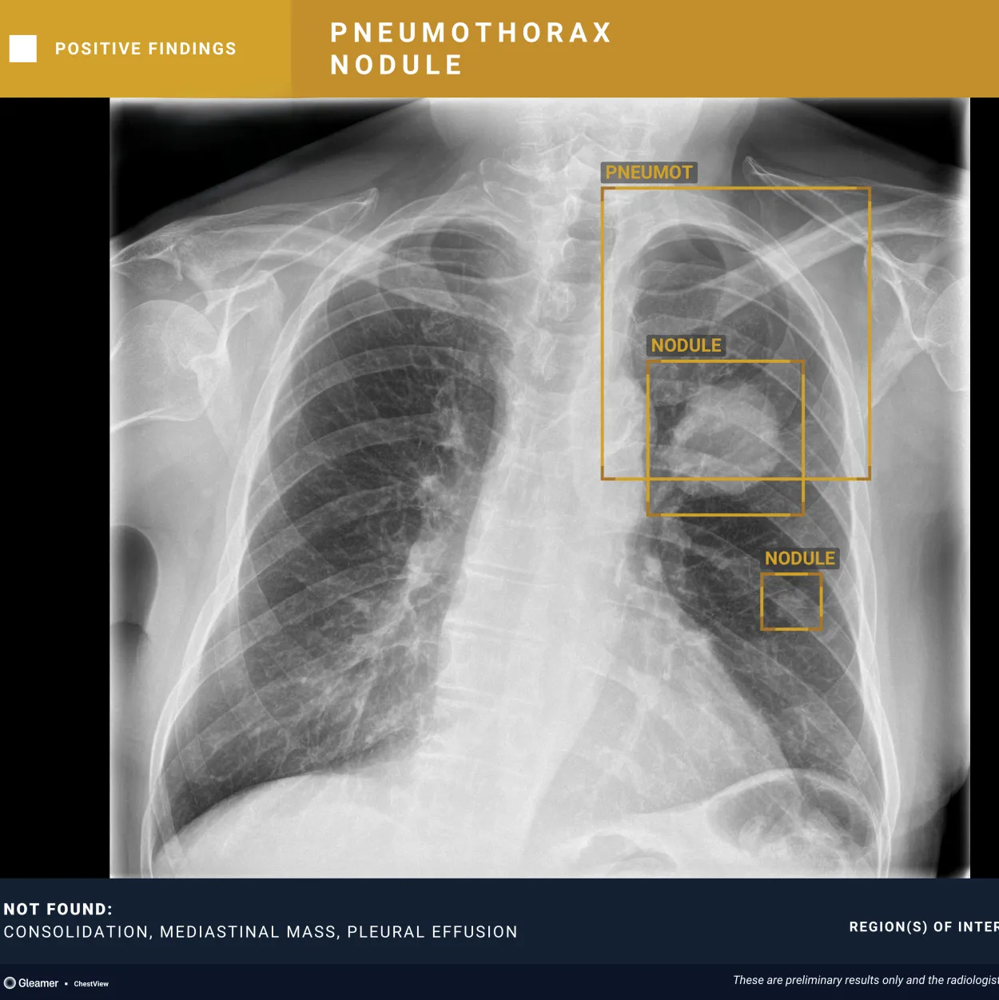 POSITIVE FINDINGS
PNEUMOTHORAX
NODULE
PNEUMOT
NODULE
NODULE
NOT FOUND:
CONSOLIDATION, MEDIASTINAL MASS, PLEURAL EFFUSION
REGION(S) OF INTER
Gleamer • ChestView
These are preliminary results only and the radiologist